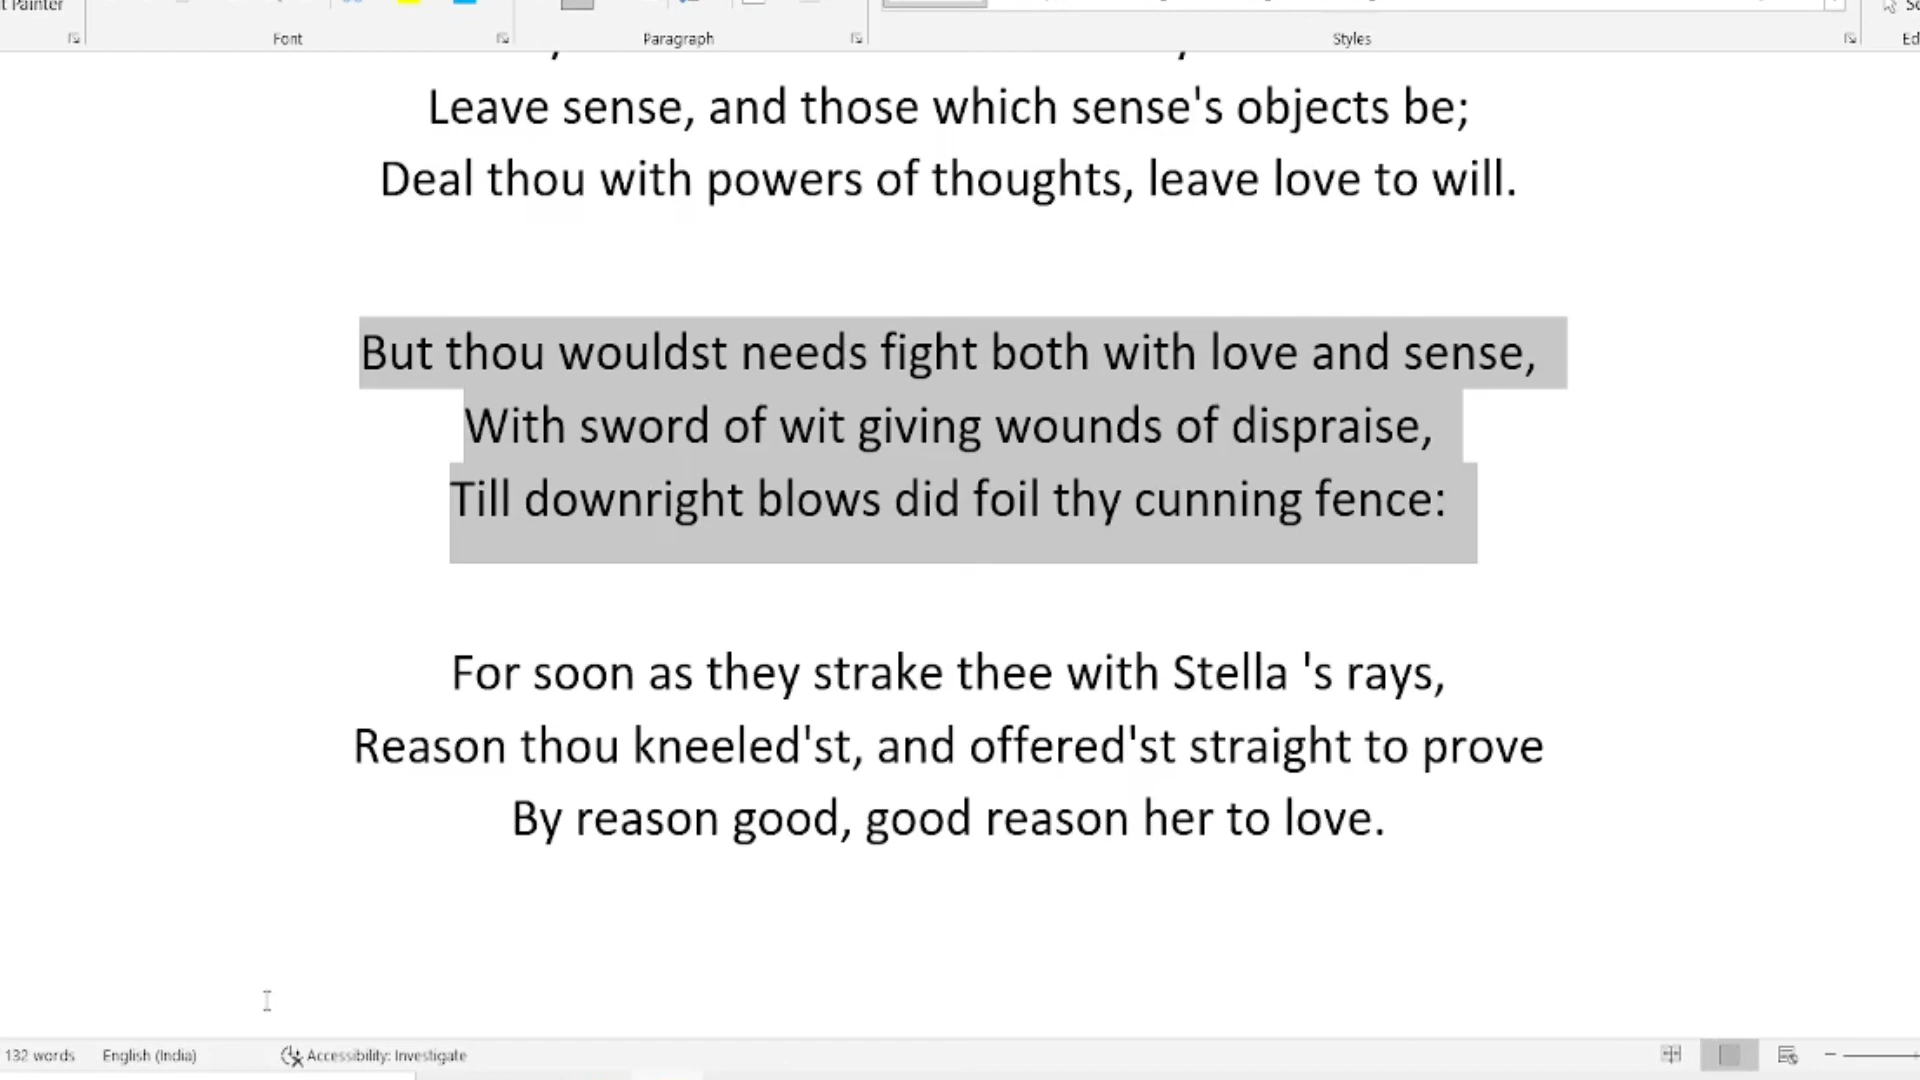 t Painter
Font
Paragraph
Styles
Leave sense, and those which sense's objects be;
Deal thou with powers of thoughts, leave love to will.
But thou wouldst needs fight both with love and sense,
With sword of wit giving wounds of dispraise,
Till downright blows did foil thy cunning fence:
For soon as they strake thee with Stella 's rays,
Reason thou kneeled'st, and offered'st straight to prove
By reason good, good reason her to love.
132 words
English (India)
Accessibility: Investigate